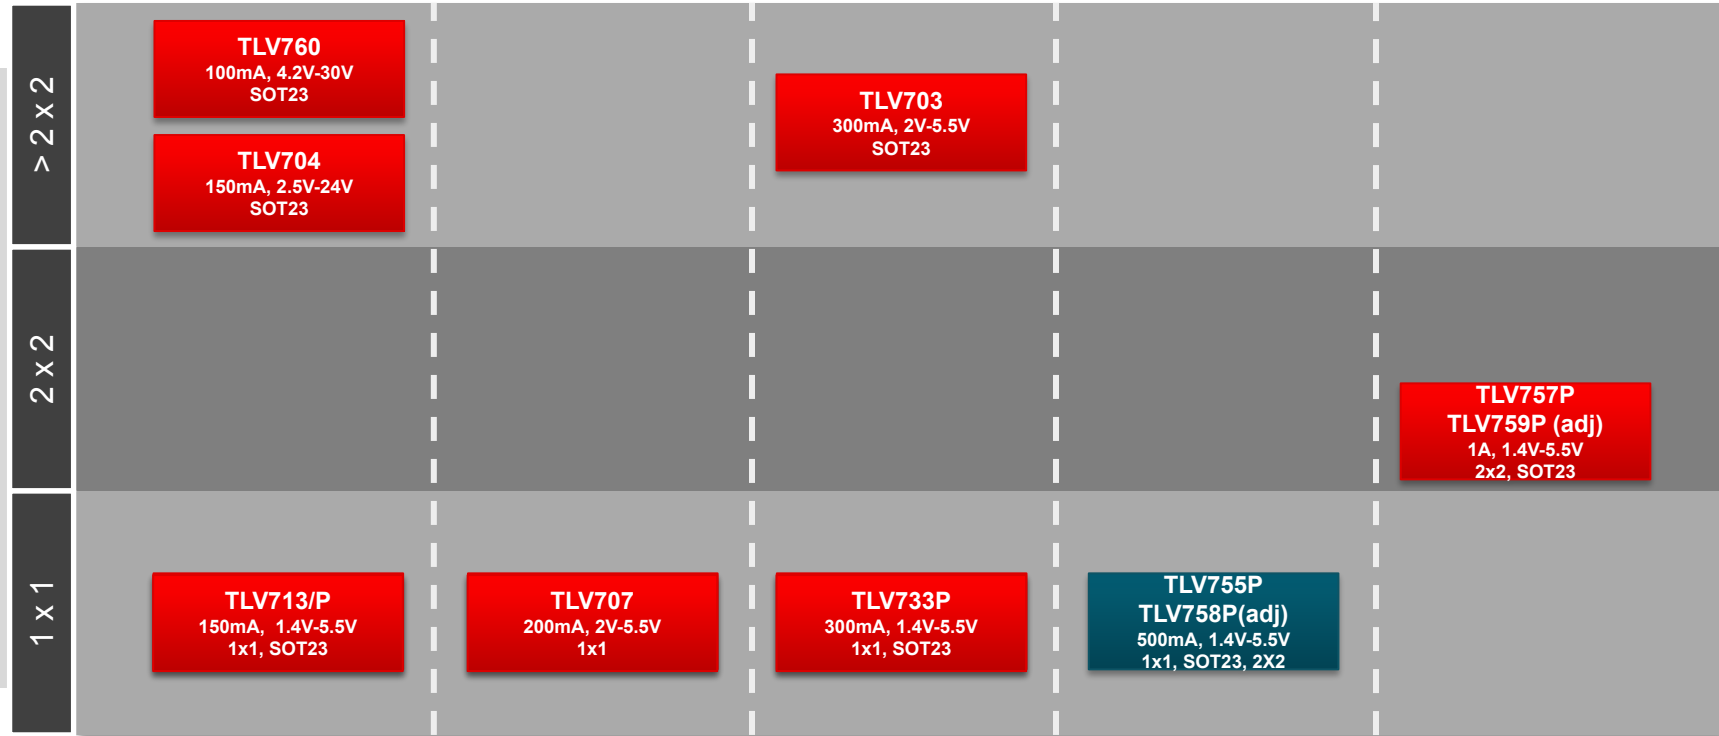 > 2 x 2
TLV760
100mA, 4.2V-30V
SOT23
TLV704
150mA, 2.5V-24V
SOT23
TLV703
300mA, 2V-5.5V
SOT23
2 x 2
TLV757P
TLV759P (adj)
1A, 1.4V-5.5V
2x2, SOT23
1 x 1
TLV713/P
150mA,  1.4V-5.5V
1x1, SOT23
TLV707
200mA, 2V-5.5V
1x1
TLV733P
300mA, 1.4V-5.5V
1x1, SOT23
TLV755P
TLV758P(adj)
500mA, 1.4V-5.5V
1x1, SOT23, 2X2